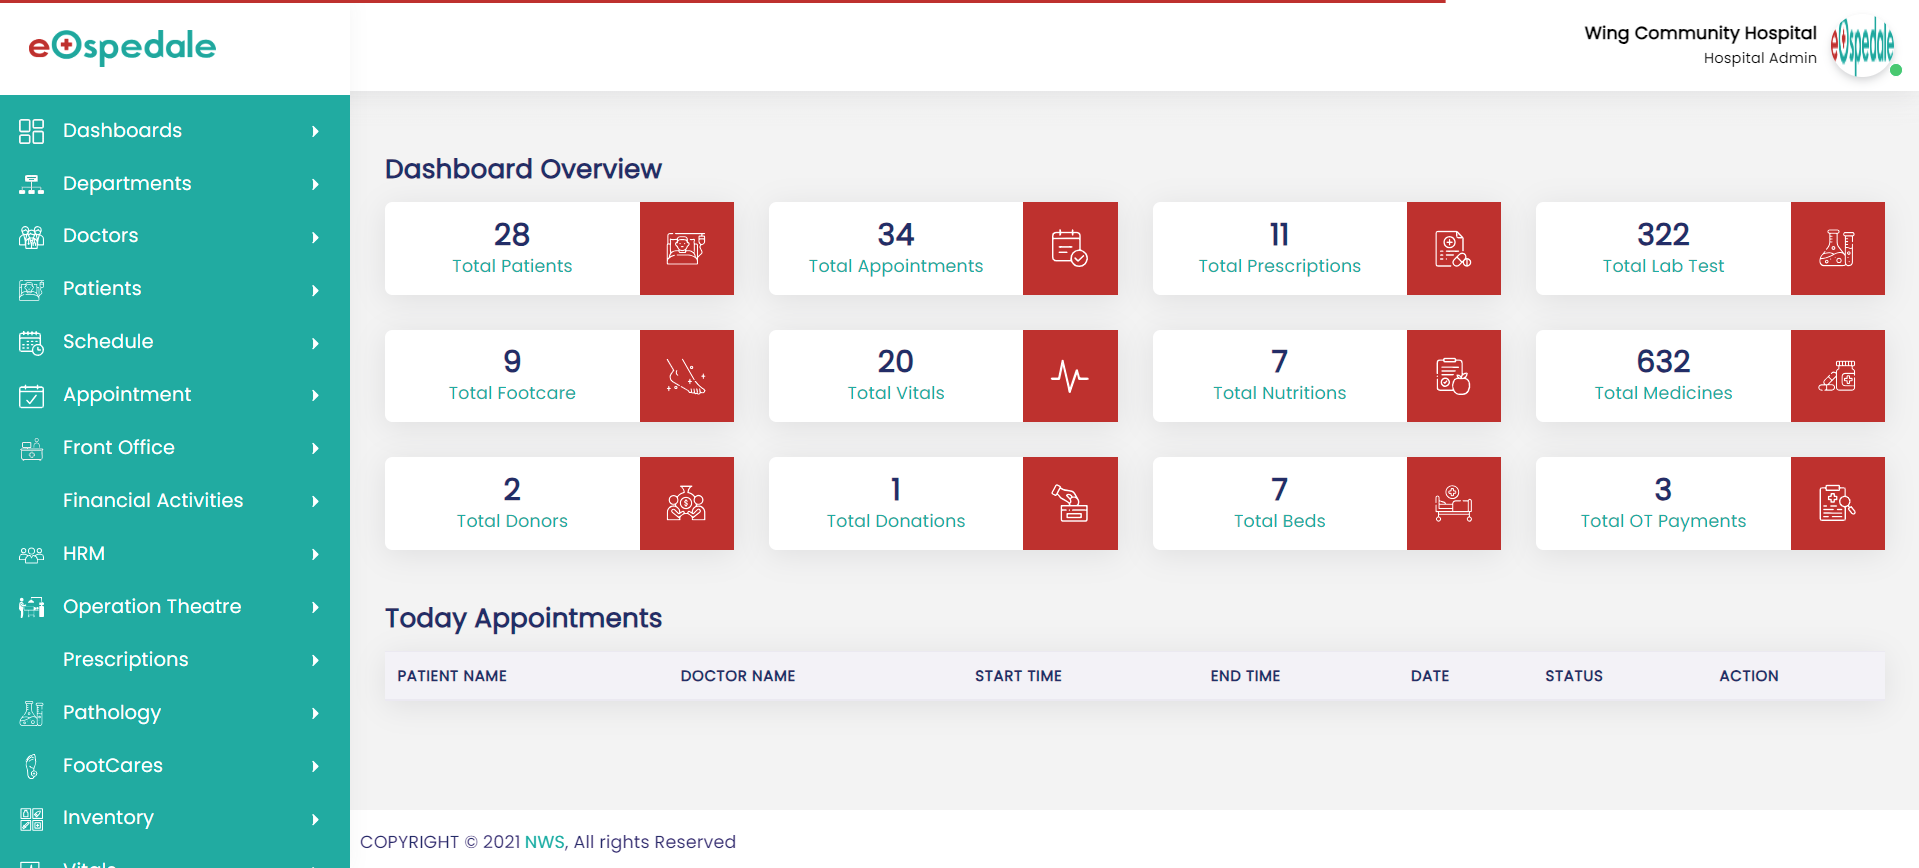 eOspedale
Wing Community Hospital
Hospital Admin
eOspedale
Dashboards
Departments
Doctors
Patients
Schedule
Appointment
Front Office
Financial Activities
HRM
Operation Theatre
Prescriptions
Pathology
FootCares
Inventory
Vitals
Dashboard Overview
28
Total Patients
34
Total Appointments
11
Total Prescriptions
322
Total Lab Test
9
Total Footcare
20
Total Vitals
7
Total Nutritions
632
Total Medicines
2
Total Donors
1
Total Donations
7
Total Beds
3
Total OT Payments
Today Appointments
PATIENT NAME DOCTOR NAME START TIME END TIME DATE STATUS ACTION
COPYRIGHT © 2021 NWS, All rights Reserved